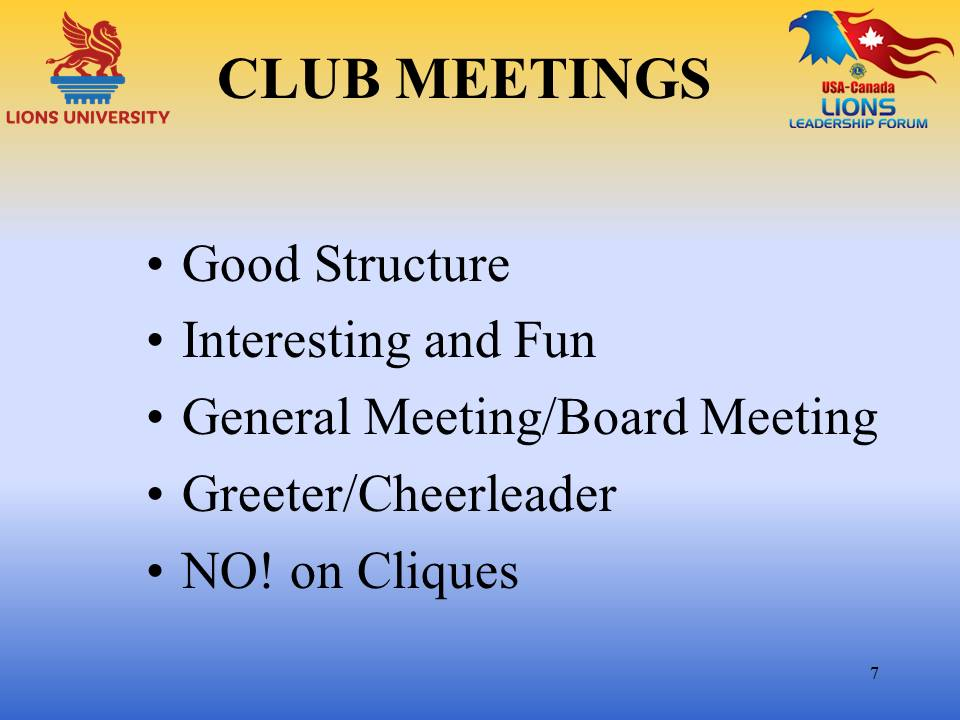 CLUB MEETINGS
LIONS UNIVERSITY
USA-Canada
LIONS
LEADERSHIP FORUM
• Good Structure
• Interesting and Fun
• General Meeting/Board Meeting
• Greeter/Cheerleader
• NO! on Cliques
7